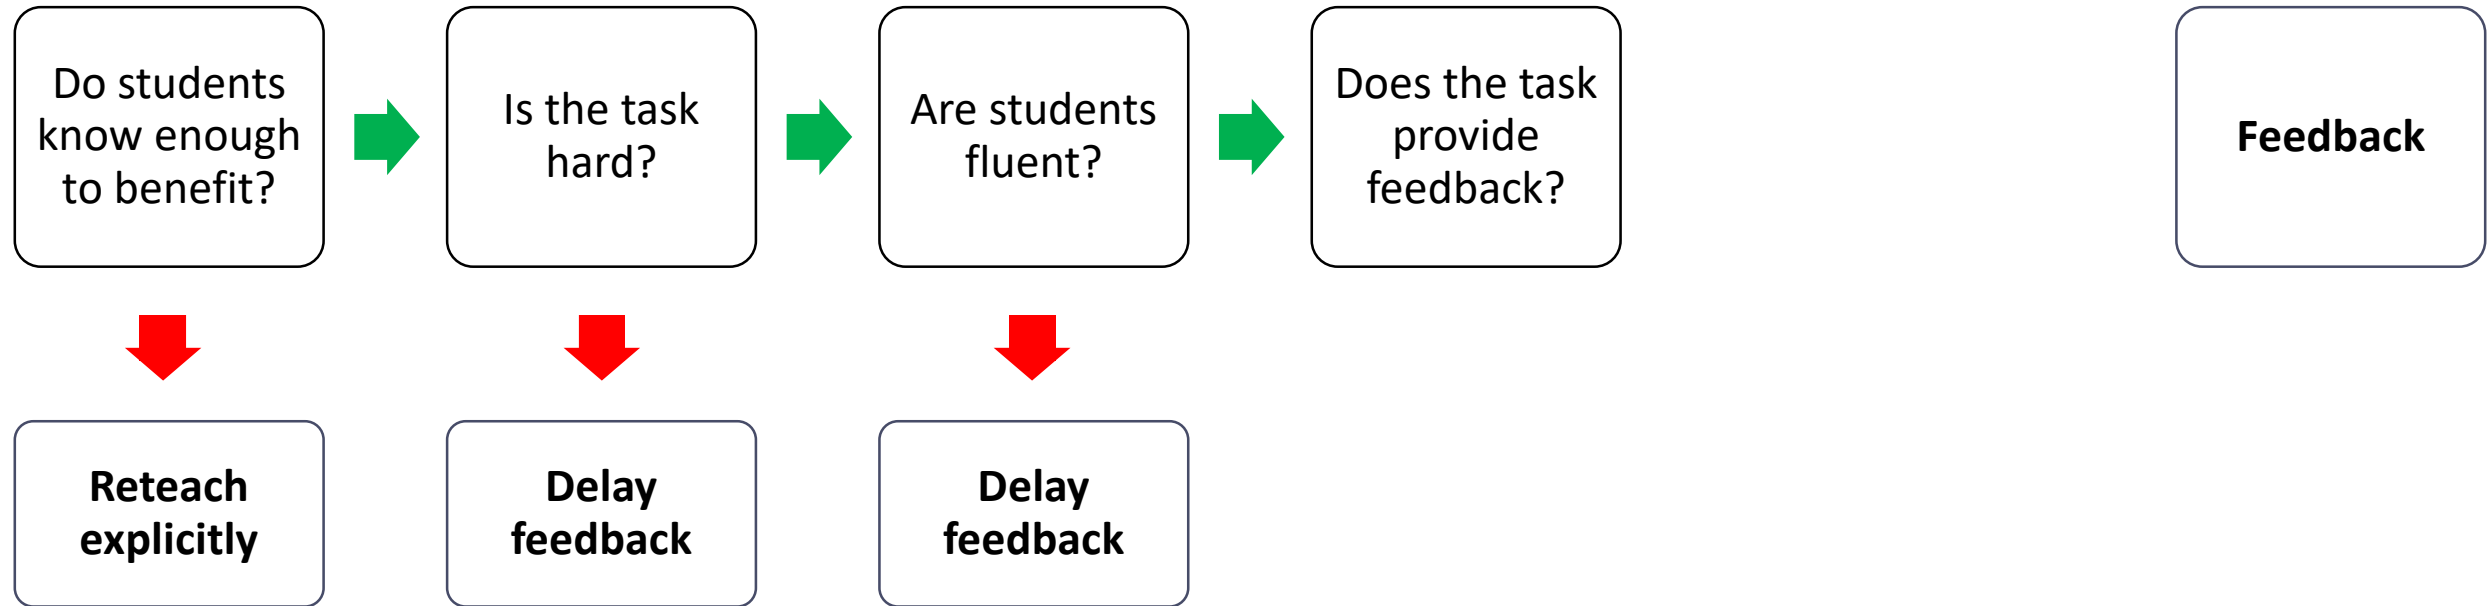 Do students
know enough
to benefit?
Is the task
hard?
Are students
fluent?
Does the task
provide
feedback?
Feedback
Reteach
explicitly
Delay
feedback
Delay
feedback